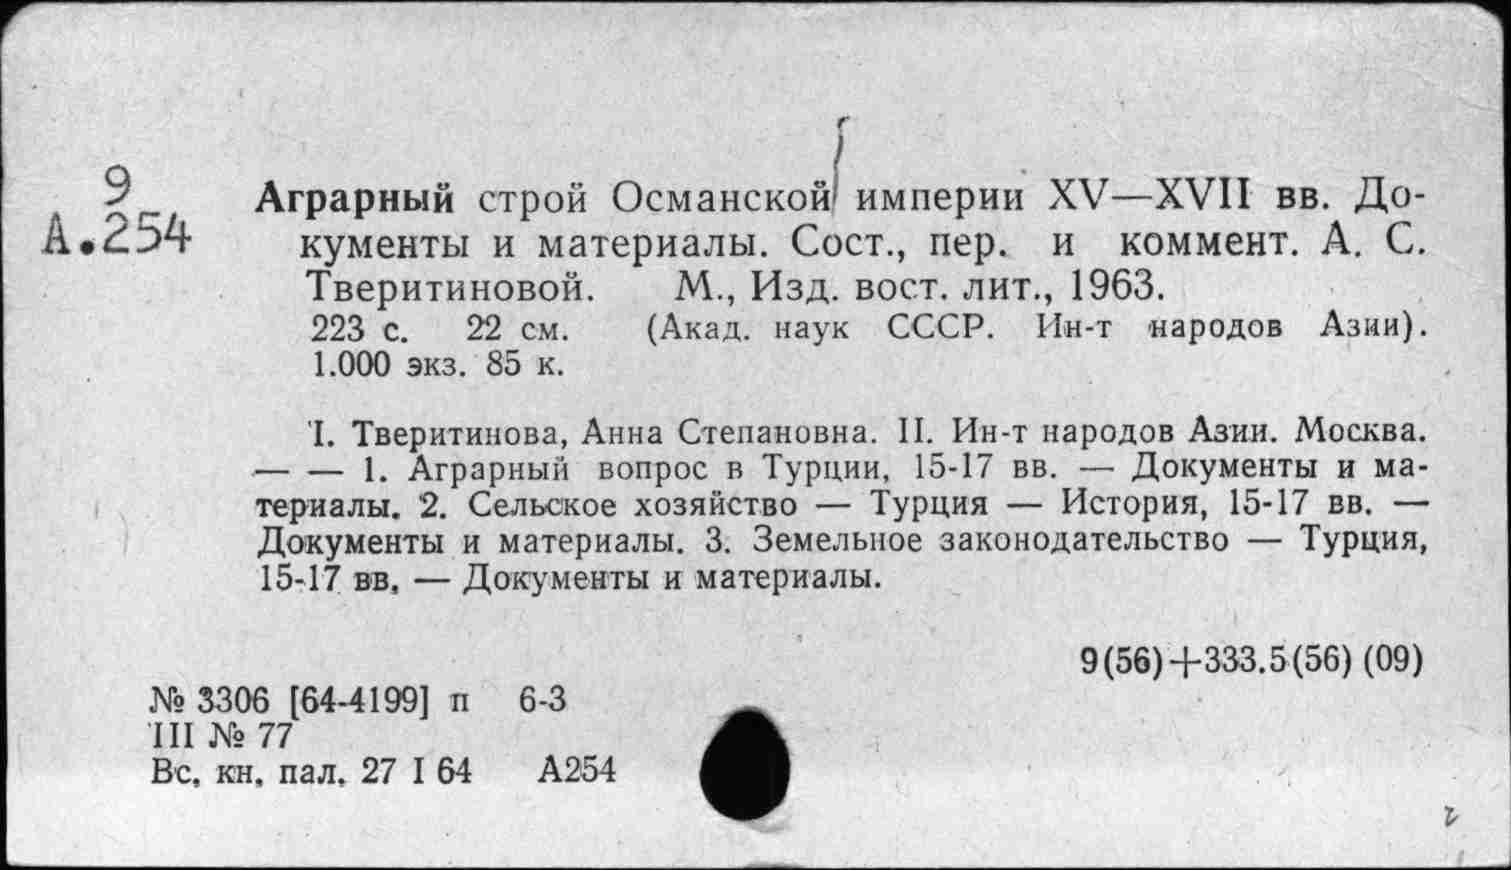 9
А.254
Аграрный строй Османской империи XV—XVII вв. До-
кументы и материалы. Сост., пер. и коммент. А. С.
Тверитиновой. М., Изд. вост. лит., 1963.
223 с. 22 см. (Акад. наук СССР. Ин-т народов Азии).
1.000 экз. 85 к.
I. Тверитинова, Анна Степановна. II. Ин-т народов Азии. Москва.
— — 1. Аграрный вопрос в Турции, 15-17 вв. — Документы и ма-
териалы. 2. Сельское хозяйство — Турция — История, 15-17 вв. —
Документы и материалы. 3. Земельное законодательство — Турция,
15-17 вв. — Документы и материалы.
9(56)+333.5(56) (09)
№ 3306 [64-4199] п 6-3
III № 77
Вс. кн. пал. 27 I 64 А254